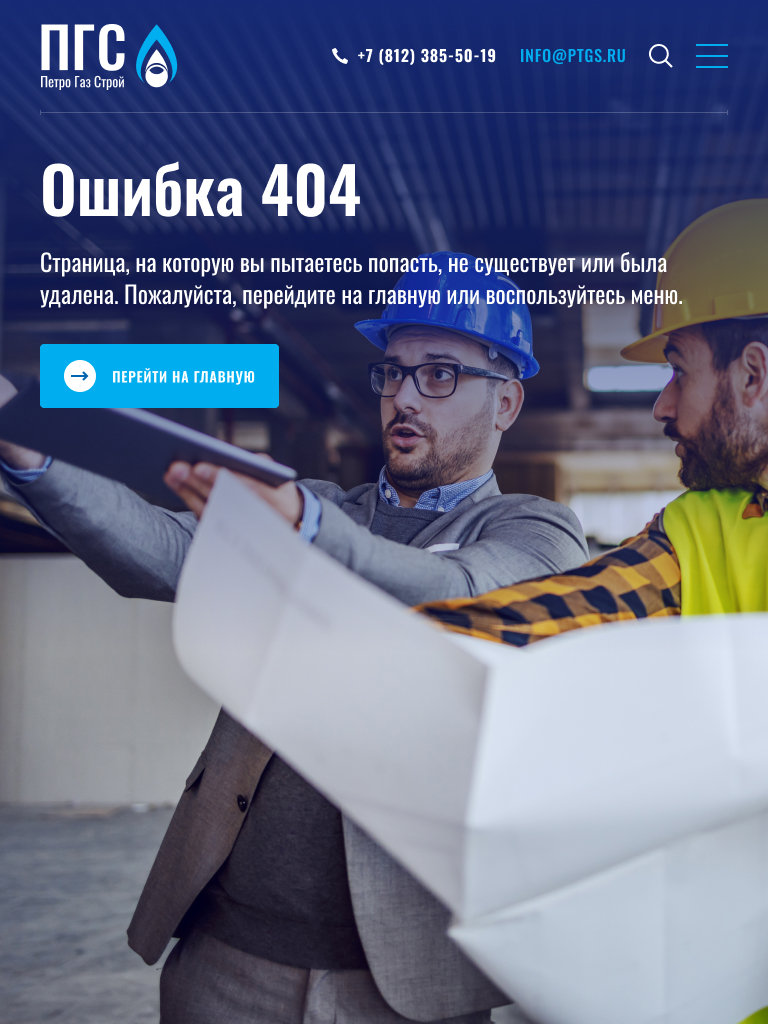 ПГС
Петро Газ Строй
+7 (812) 385-50-19
INFO@PTGS.RU
Ошибка 404
Страница, на которую вы пытаетесь попасть, не существует или была
удалена. Пожалуйста, перейдите на главную или воспользуйтесь меню.
ПЕРЕЙТИ НА ГЛАВНУЮ